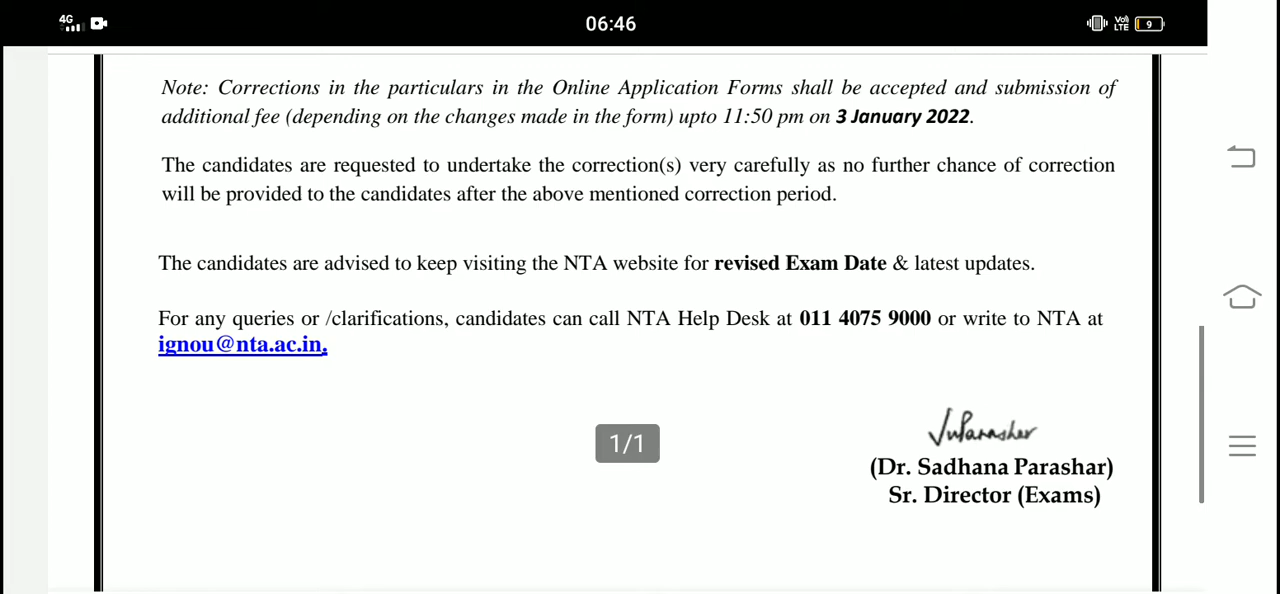 4G
06:46
Vo)
LTE
9
Note: Corrections in the particulars in the Online Application Forms shall be accepted and submission of
additional fee (depending on the changes made in the form) upto 11:50 pm on 3 January 2022.
The candidates are requested to undertake the correction(s) very carefully as no further chance of correction
will be provided to the candidates after the above mentioned correction period.
The candidates are advised to keep visiting the NTA website for revised Exam Date & latest updates.
For any queries or /clarifications, candidates can call NTA Help Desk at 011 4075 9000 or write to NTA at
ignou@nta.ac.in.
1/1
(Dr. Sadhana Parashar)
Sr. Director (Exams)